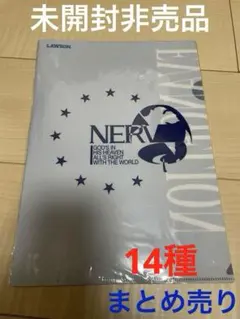 未開封非売品
LAWSON
EVANGELION
NERV
GOD'S IN
HIS HEAVEN
ALL'S RIGHT
WITH THE WORLD
14種
まとめ売り